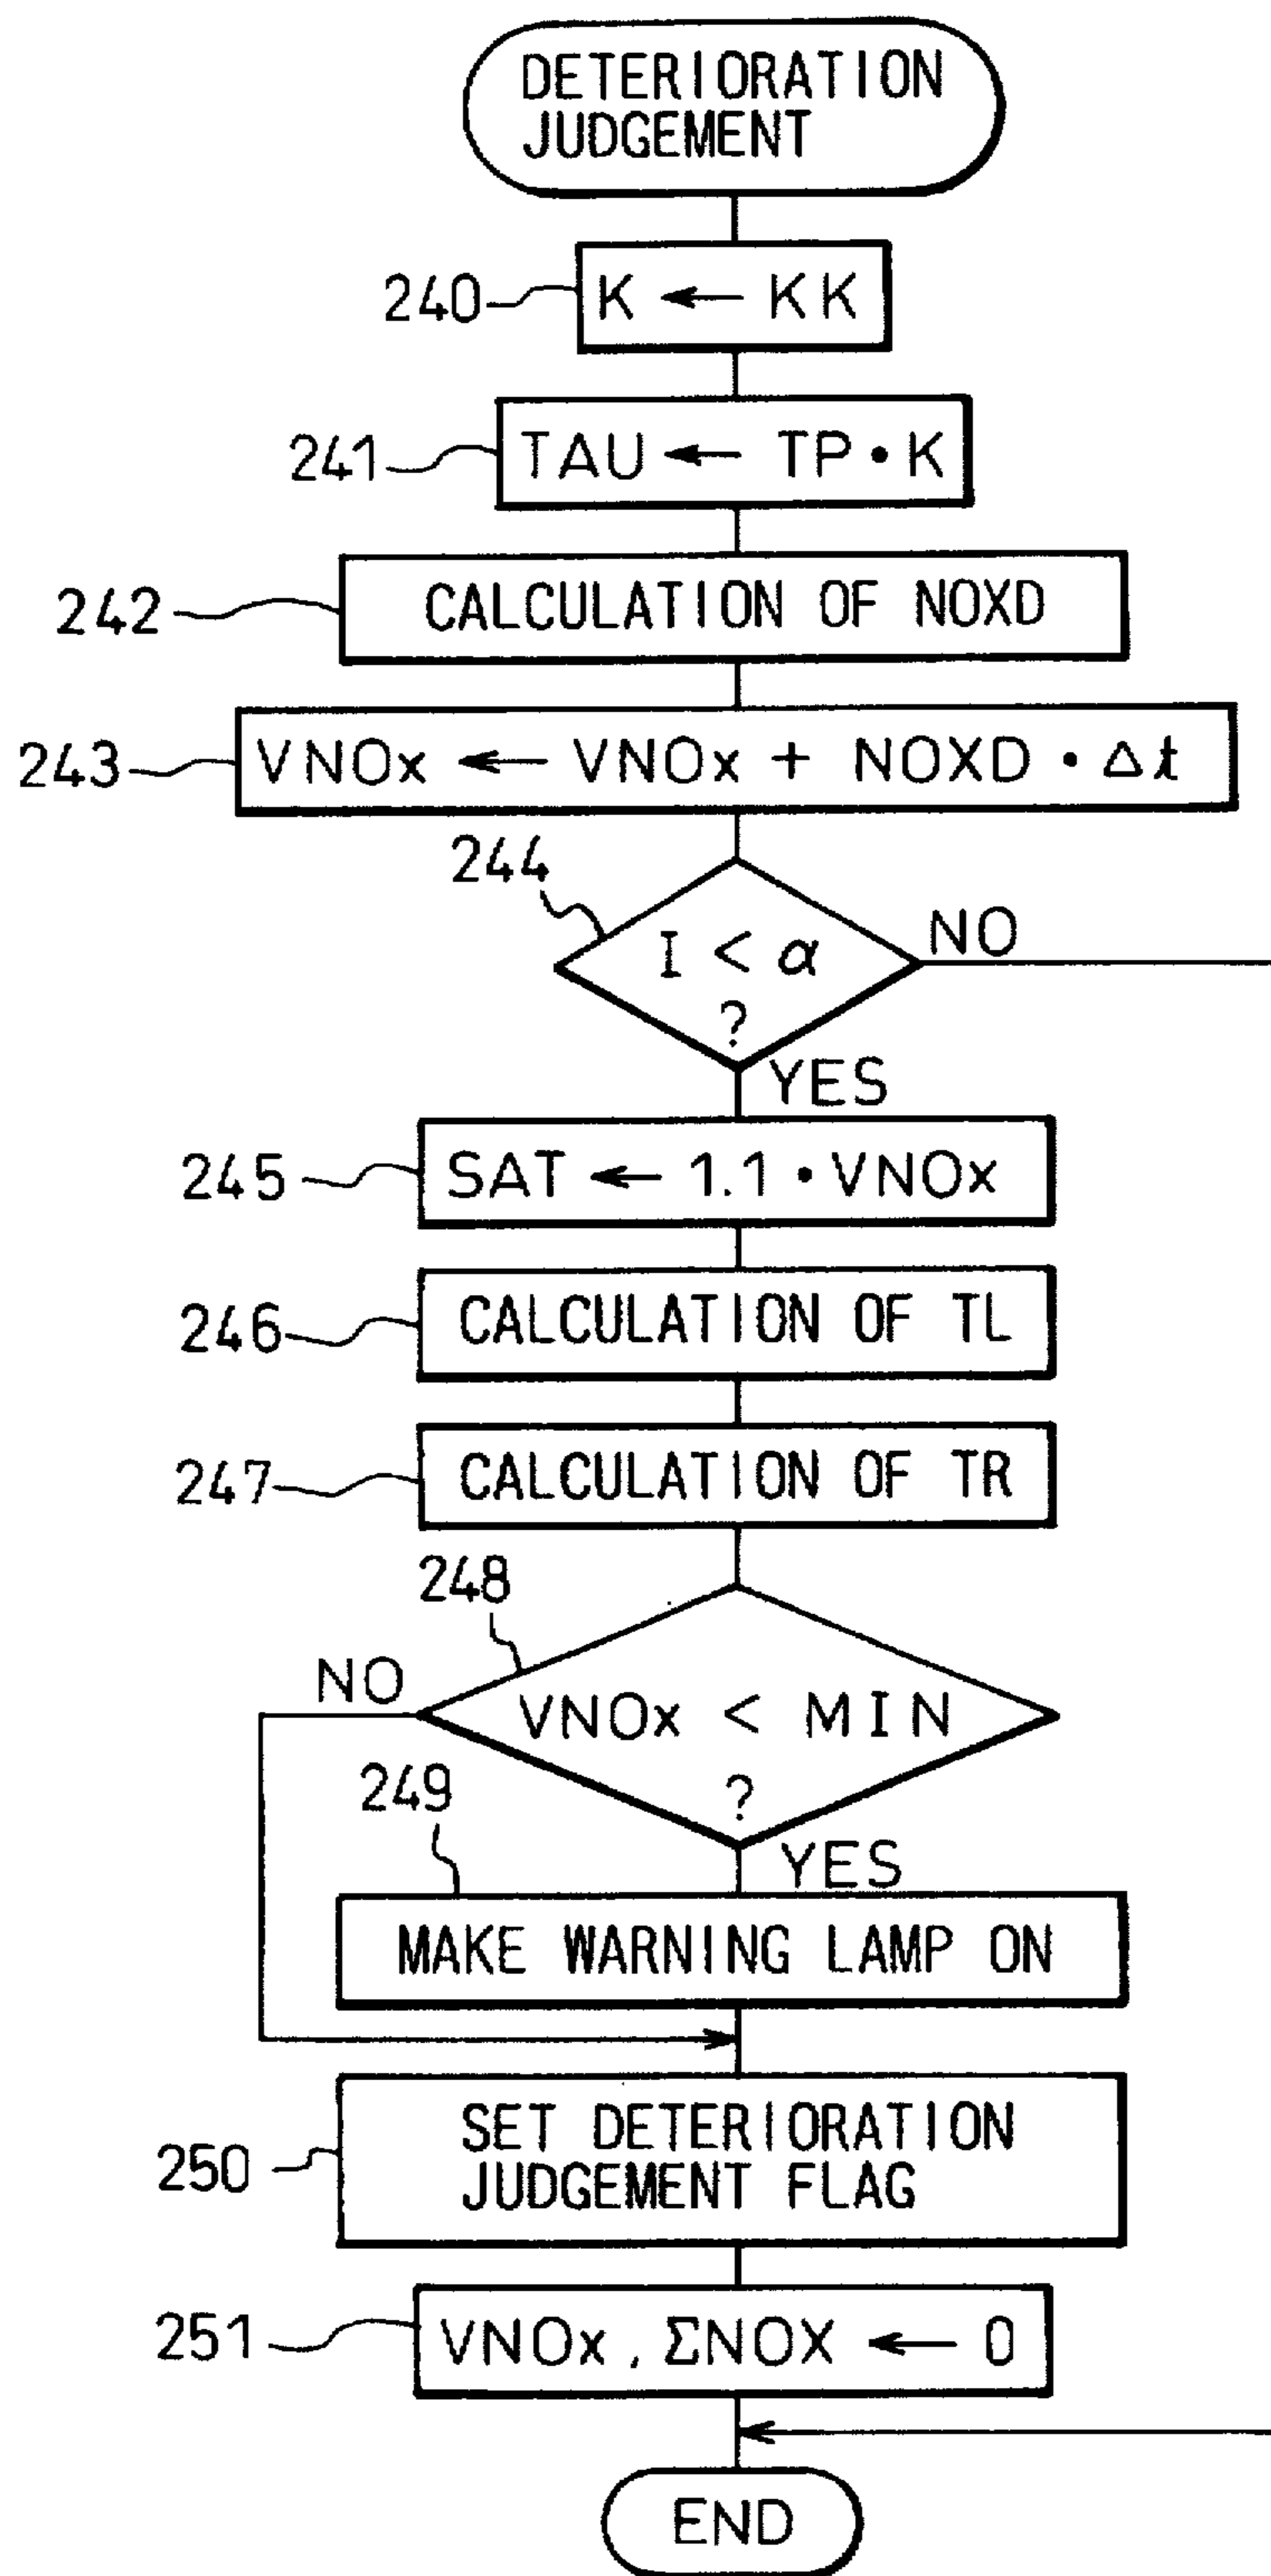 DETERIORATION
JUDGEMENT
240
K ← KK
241
TAU ← TP・K
242
CALCULATION OF NOXD
243
VNOx ← VNOx + NOXD・Δt
244
I < α
?
NO
YES
245
SAT ← 1.1・VNOx
246
CALCULATION OF TL
247
CALCULATION OF TR
248
NO
VNOx < MIN
?
249
YES
MAKE WARNING LAMP ON
250
SET DETERIORATION
JUDGEMENT FLAG
251
VNOx, ΣNOX ← 0
END